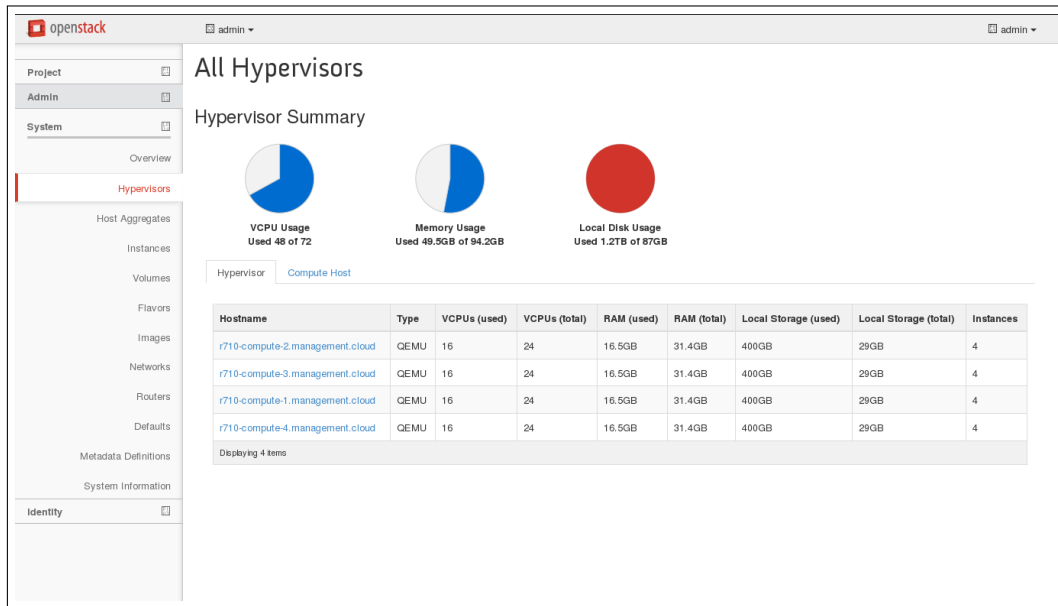 openstack
admin
admin
Project
Admin
System
Overview
Hypervisors
Host Aggregates
Instances
Volumes
Flavors
Images
Networks
Routers
Defaults
Metadata Definitions
System Information
Identity
All Hypervisors
Hypervisor Summary
VCPU Usage
Used 48 of 72
Memory Usage
Used 49.5GB of 94.2GB
Local Disk Usage
Used 1.2TB of 87GB
Hypervisor Compute Host
Hostname Type VCPUs (used) VCPUs (total) RAM (used) RAM (total) Local Storage (used) Local Storage (total) Instances
r710-compute-2.management.cloud QEMU 16 24 16.5GB 31.4GB 400GB 29GB 4
r710-compute-3.management.cloud QEMU 16 24 16.5GB 31.4GB 400GB 29GB 4
r710-compute-1.management.cloud QEMU 16 24 16.5GB 31.4GB 400GB 29GB 4
r710-compute-4.management.cloud QEMU 16 24 16.5GB 31.4GB 400GB 29GB 4
Displaying 4 items